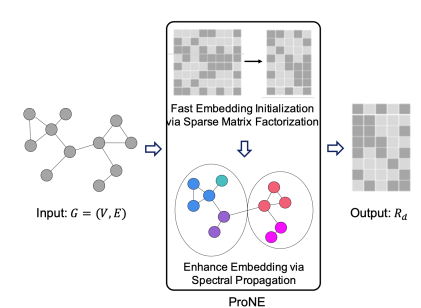 Fast Embedding Initialization
via Sparse Matrix Factorization
Input: G = (V, E)
Output: R_d
Enhance Embedding via
Spectral Propagation
ProNE